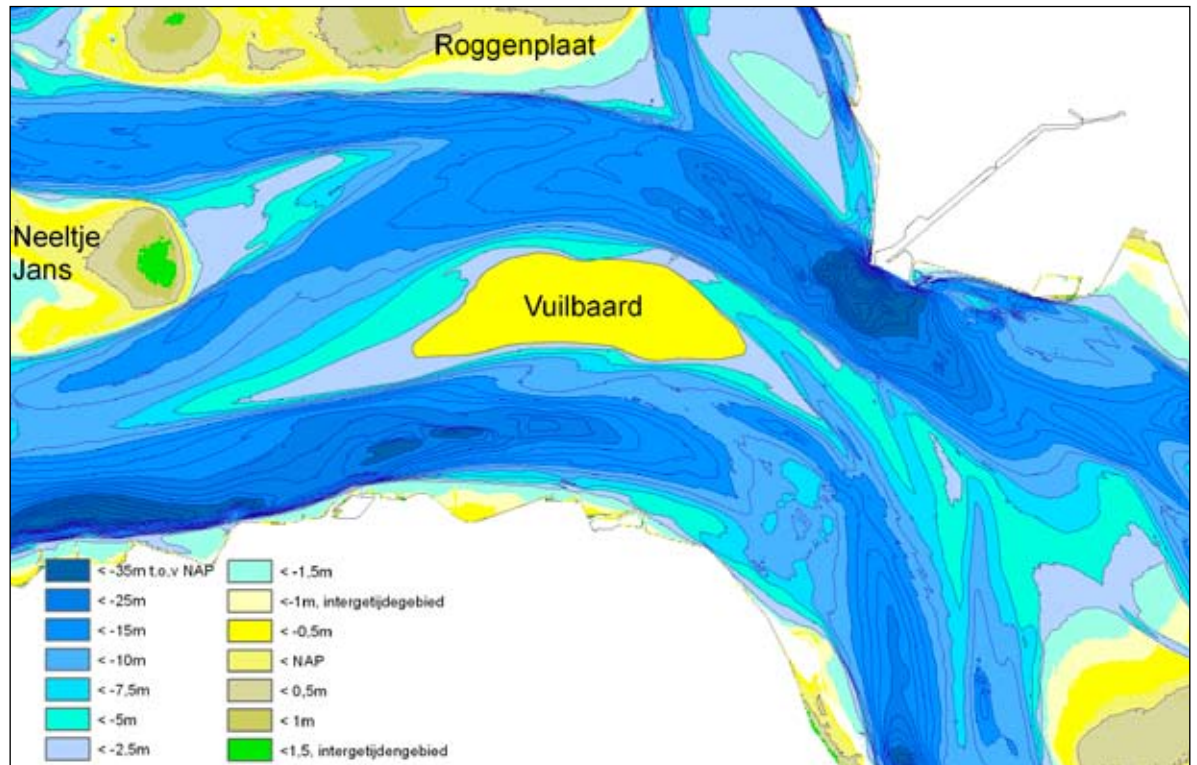 Roggenplaat
Neeltje
Jans
Vuilbaard
< -35m t.o,v NAP
< -25m
< -15m
< -10m
< -7,5m
< -5m
< -2.5m
< -1,5m
<-1m, intergetijdegebied
< -0,5m
< NAP
< 0,5m
< 1m
<1,5, intergetijdengebied